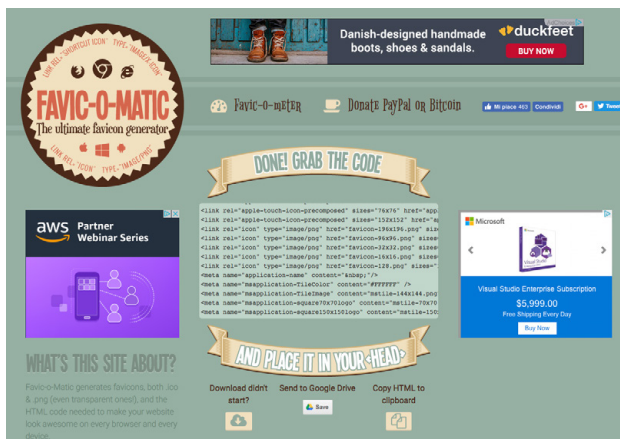 Danish-designed handmade
boots, shoes & sandals.
duckfeet
BUY NOW
LINK REL="SHORTCUT ICON" TYPE="IMAGE/X-ICON"
FAVIC-O-MATIC
The ultimate favicon generator
LINK REL="ICON" TYPE="IMAGE/PNG"
Favic-o-meter
Donate PayPal or Bitcoin
Mi piace 403
Condividi
G+
Tweet
DONE! GRAB THE CODE
aws Partner
Webinar Series
<link rel="apple-touch-icon-precomposed" sizes="76x76" href="app
<link rel="apple-touch-icon-precomposed" sizes="152x152" href="ap
<link rel="icon" type="image/png" href="favicon-196x196.png" siz
<link rel="icon" type="image/png" href="favicon-96x96.png" sizes
<link rel="icon" type="image/png" href="favicon-32x32.png" sizes
<link rel="icon" type="image/png" href="favicon-16x16.png" sizes
<link rel="icon" type="image/png" href="favicon-128.png" sizes="
<meta name="application-name" content="&nbsp;"/>
<meta name="msapplication-TileColor" content="#FFFFFF" />
<meta name="msapplication-TileImage" content="mstile-144x144.png
<meta name="msapplication-square70x70logo" content="mstile-70x70
<meta name="msapplication-square150x150logo" content="mstile-150
Microsoft
Visual Studio Enterprise Subscription
$5,999.00
Free Shipping Every Day
Buy Now
AND PLACE IT IN YOUR <HEAD>
Download didn't
start?
Send to Google Drive
Save
Copy HTML to
clipboard
WHAT'S THIS SITE ABOUT?
Favic-o-Matic generates favicons, both .ico
& .png (even transparent ones!), and the
HTML code needed to make your website
look awesome on every browser and every
device.